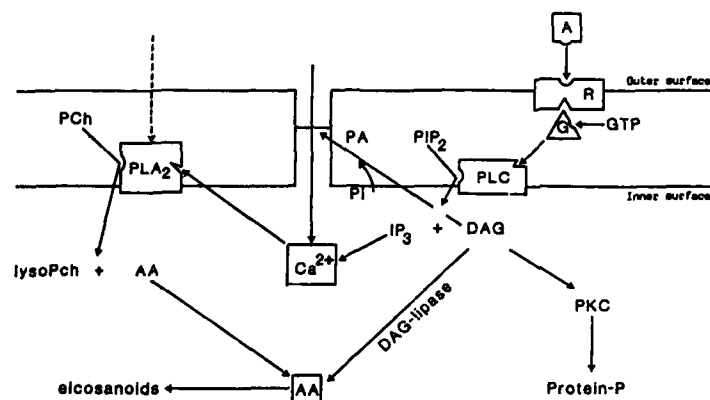 A
Outer surface
R
PCh
PA
PIP2
G
GTP
PLA2
PLC
PI
Inner surface
IP3
+
DAG
lysoPch + AA
Ca2+
DAG-lipase
PKC
eicosanoids
AA
Protein-P